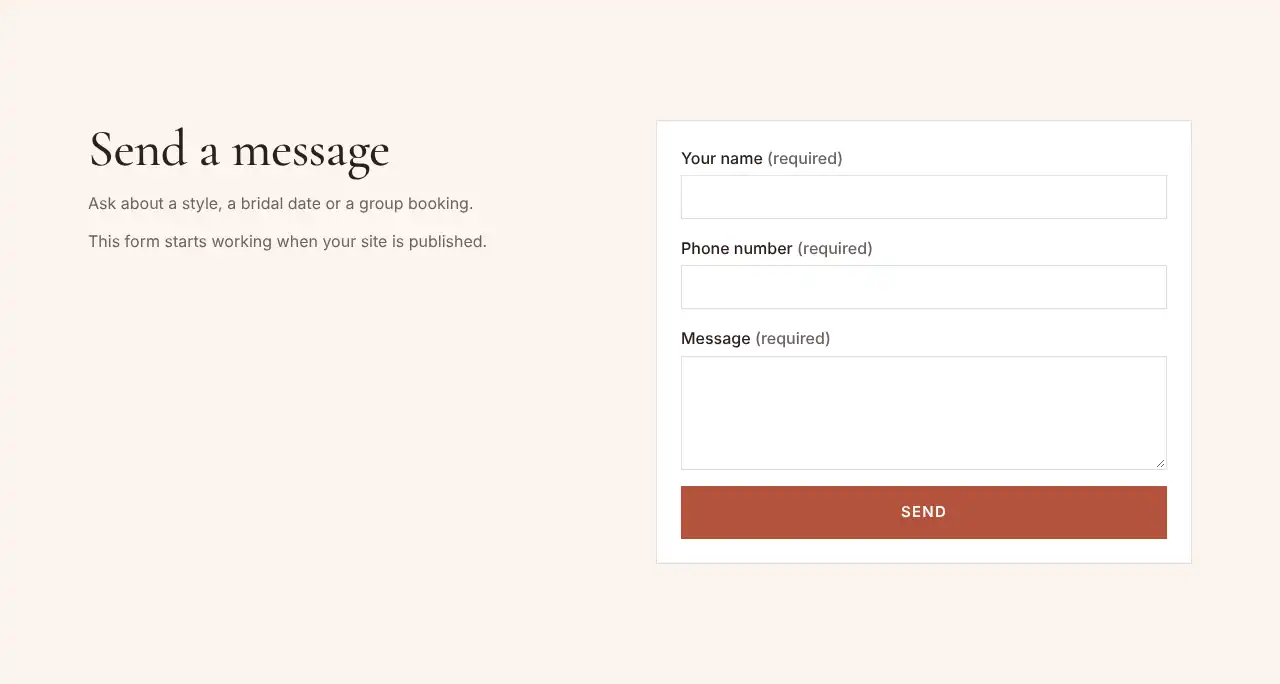 Send a message
Ask about a style, a bridal date or a group booking.
This form starts working when your site is published.
Your name (required)
Phone number (required)
Message (required)
SEND